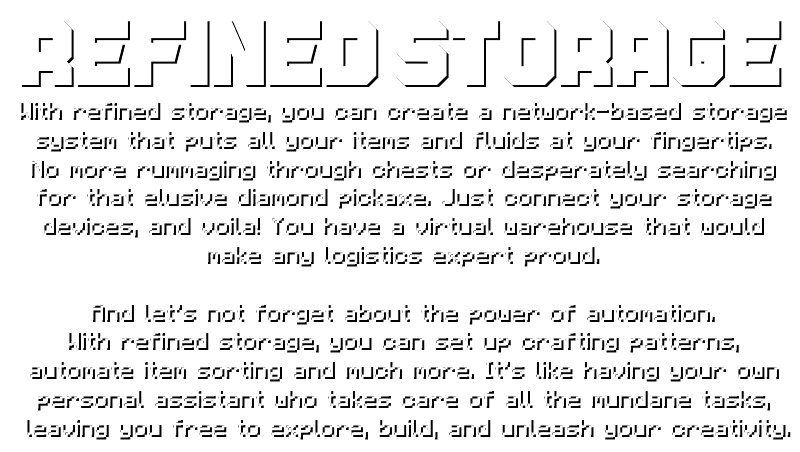 REFINED STORAGE
With refined storage, you can create a network-based storage
system that puts all your items and fluids at your fingertips.
No more rummaging through chests or desperately searching
for that elusive diamond pickaxe. Just connect your storage
devices, and voila! You have a virtual warehouse that would
make any logistics expert proud.
And let's not forget about the power of automation.
With refined storage, you can set up crafting patterns,
automate item sorting and much more. It's like having your own
personal assistant who takes care of all the mundane tasks,
leaving you free to explore, build, and unleash your creativity.